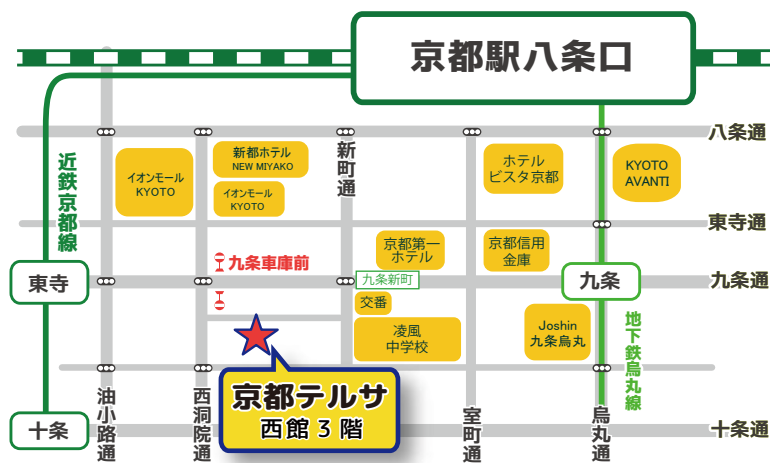 京都駅八条口
八条通
近鉄京都線
イオンモール
KYOTO
新都ホテル
NEW MIYAKO
イオンモール
KYOTO
新町通
ホテル
ビスタ京都
KYOTO
AVANTI
東寺通
九条車庫前
京都第一
ホテル
京都信用
金庫
東寺
九条新町
九条
九条通
交番
凌風
中学校
Joshin
九条烏丸
地下鉄烏丸線
京都テルサ
西館3階
十条
油小路通
西洞院通
室町通
烏丸通
十条通